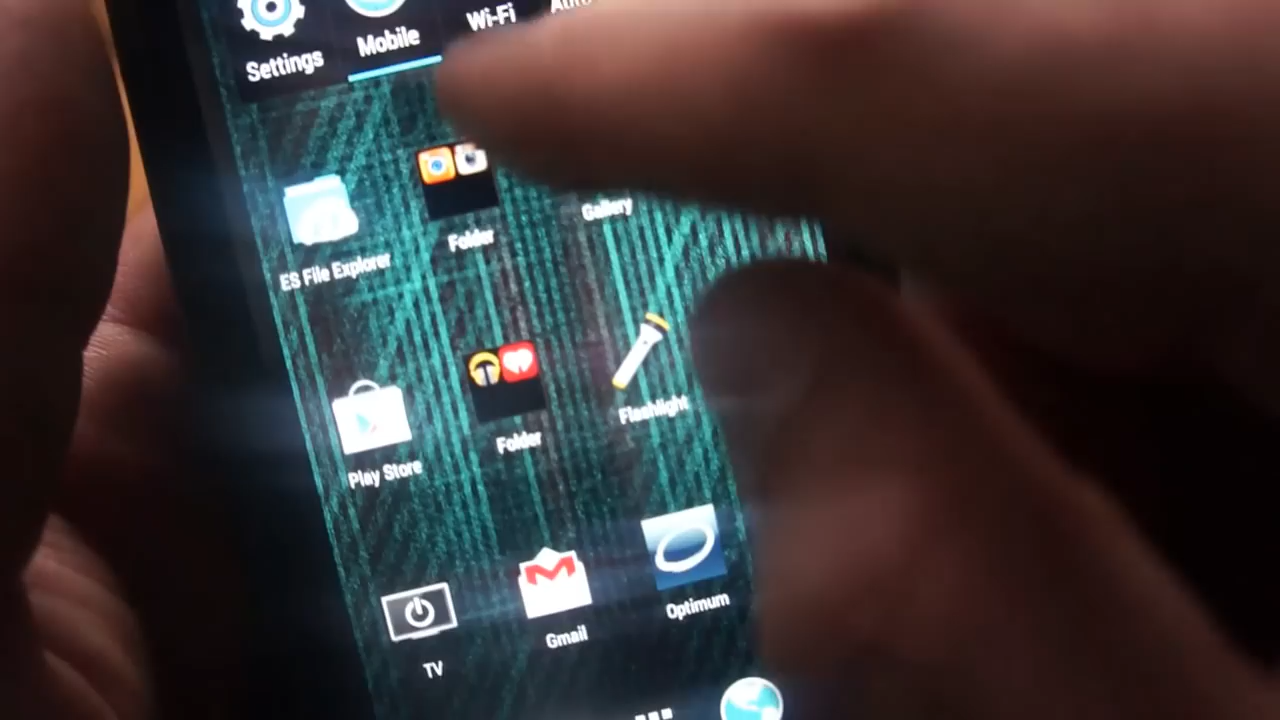 Settings
Mobile
Wi-Fi
ES File Explorer
Folder
Gallery
Play Store
Folder
Flashlight
TV
Gmail
Optimum